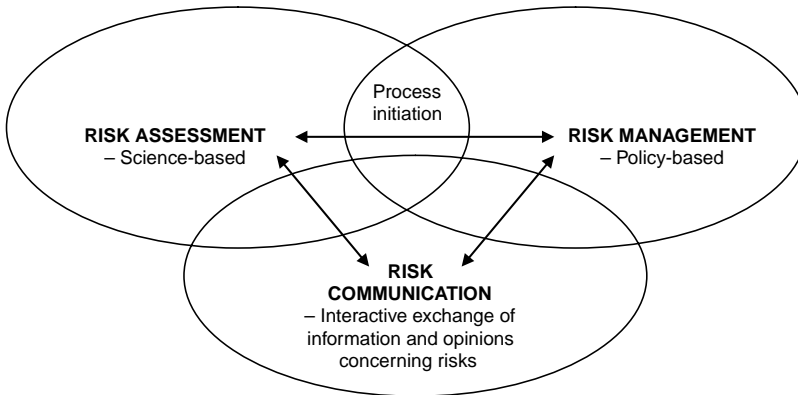 Process
initiation
RISK ASSESSMENT
– Science-based
RISK MANAGEMENT
– Policy-based
RISK
COMMUNICATION
– Interactive exchange of
information and opinions
concerning risks